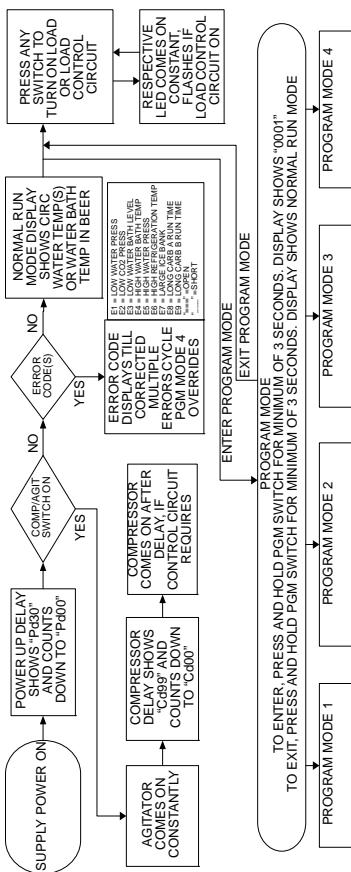 SUPPLY POWER ON
POWER UP DELAY
SHOWS "Pd30"
AND COUNTS
DOWN TO "Pd00"
COMP/AGIT
SWITCH ON
NO
YES
ERROR
CODE(S)
NO
YES
NORMAL RUN
MODE DISPLAY
SHOWS CIRC
WATER TEMP(S)
OR WATER BATH
TEMP IN BEER
PRESS ANY
SWITCH TO
TURN ON LOAD
OR LOAD
CONTROL
CIRCUIT
RESPECTIVE
LED COMES ON
CONSTANT,
FLASHES IF
LOAD CONTROL
CIRCUIT ON
ERROR CODE
DISPLAYS TILL
CORRECTED
MULTIPLE
ERRORS CYCLE
PGM MODE 4
OVERRIDES
E1 = LOW WATER PRESS
E2 = LOW CO2 PRESS
E3 = LOW WATER BATH LEVEL
E4 = HIGH WATER BATH TEMP
E5 = HIGH WATER PRESS
E6 = HIGH REFRIGERATION TEMP
E7 = LARGE ICE BANK
E8 = LONG CARB A RUN TIME
E9 = LONG CARB B RUN TIME
"==="=OPEN
"___"=SHORT
AGITATOR
COMES ON
CONSTANTLY
COMPRESSOR
DELAY SHOWS
"Cd99" AND
COUNTS DOWN
TO "Cd00"
COMPRESSOR
COMES ON AFTER
DELAY, IF
CONTROL CIRCUIT
REQUIRES
ENTER PROGRAM MODE
EXIT PROGRAM MODE
PROGRAM MODE
TO ENTER, PRESS AND HOLD PGM SWITCH FOR MINIMUM OF 3 SECONDS. DISPLAY SHOWS "0001"
TO EXIT, PRESS AND HOLD PGM SWITCH FOR MINIMUM OF 3 SECONDS. DISPLAY SHOWS NORMAL RUN MODE
PROGRAM MODE 1
PROGRAM MODE 2
PROGRAM MODE 3
PROGRAM MODE 4